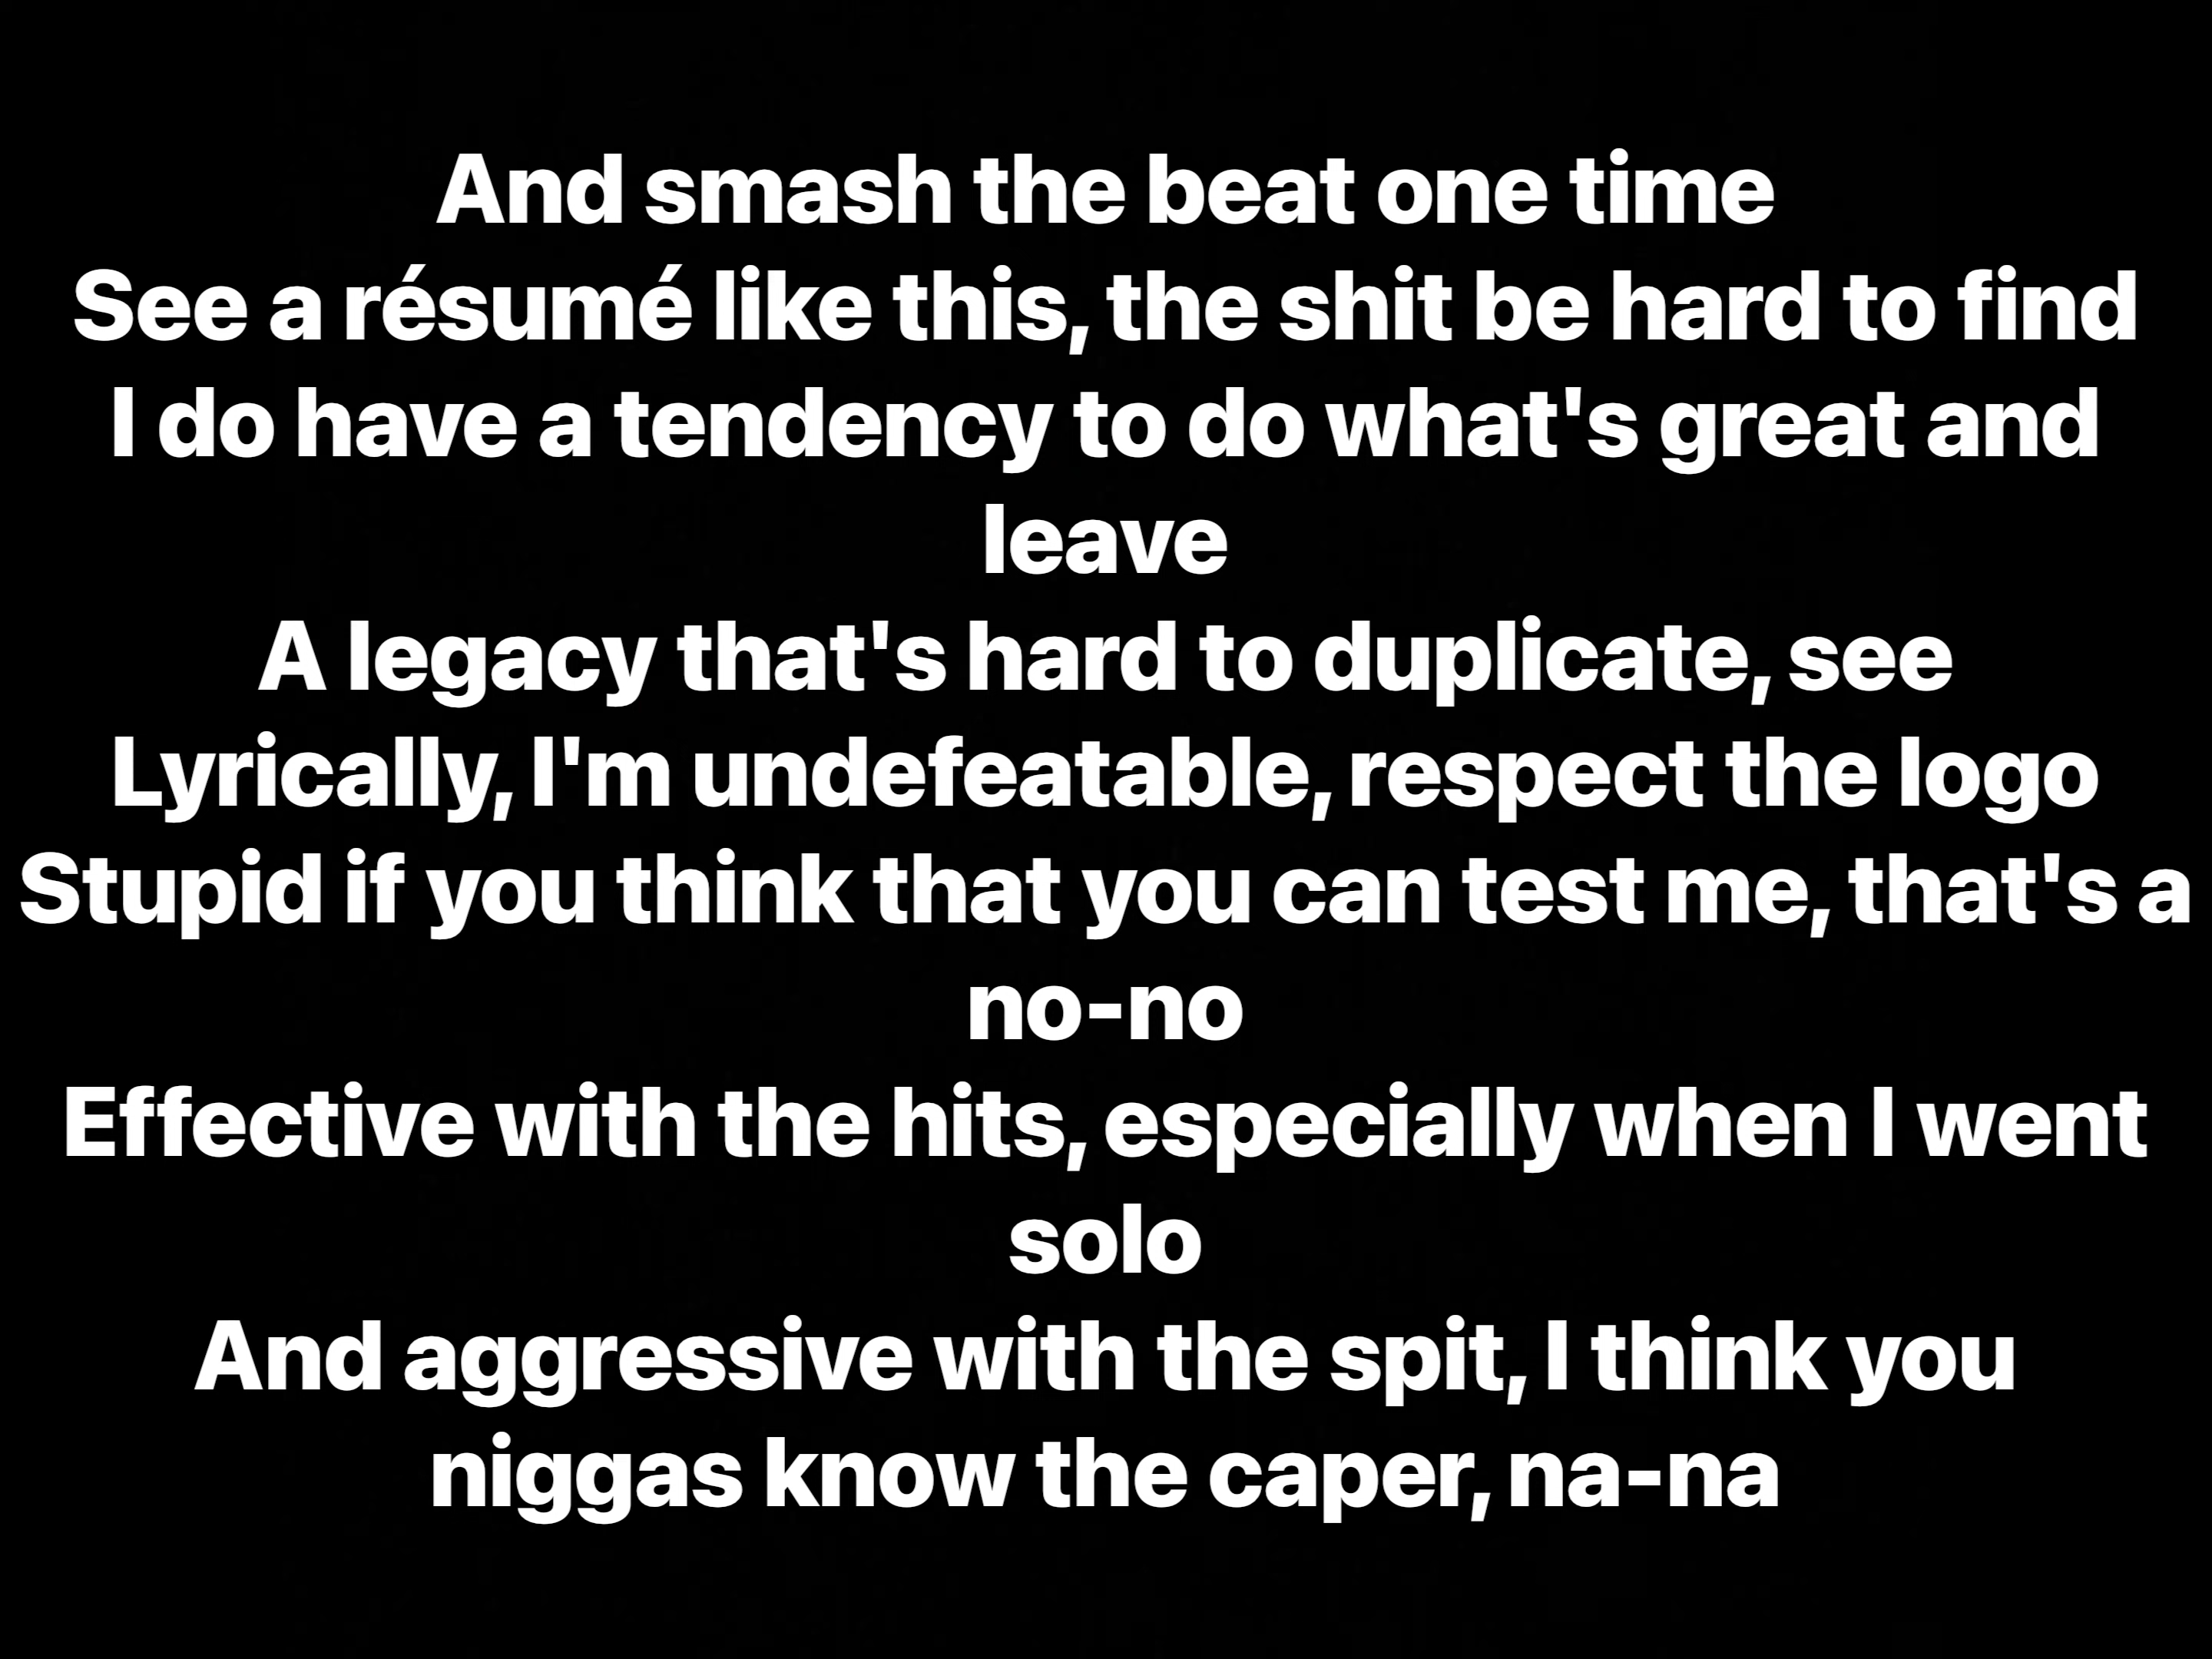 And smash the beat one time
See a résumé like this, the shit be hard to find
I do have a tendency to do what's great and
leave
A legacy that's hard to duplicate, see
Lyrically, I'm undefeatable, respect the logo
Stupid if you think that you can test me, that's a
no-no
Effective with the hits, especially when I went
solo
And aggressive with the spit, I think you
niggas know the caper, na-na